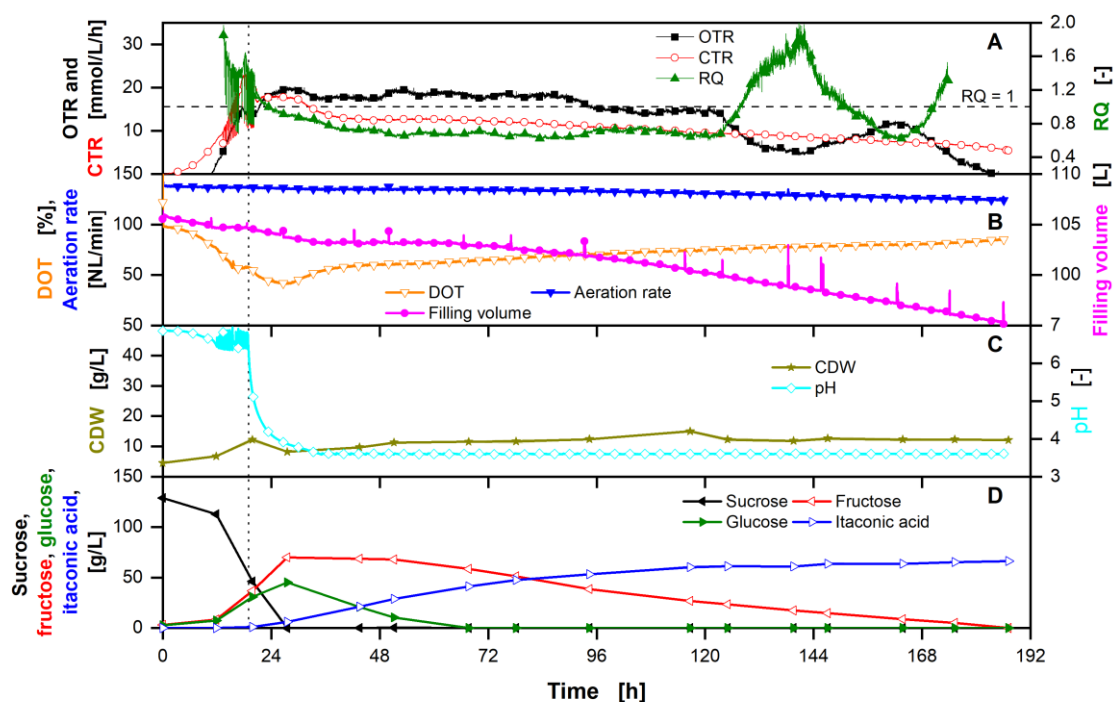 OTR and
CTR [mmol/L/h]
30
20
10
150
A
OTR
CTR
RQ
RQ = 1
2.0
1.6
1.2
0.8
0.4
110
RQ [-]
DOT [%],
Aeration rate
[NL/min]
100
50
50
B
DOT
Aeration rate
Filling volume
105
100
7
Filling volume [L]
CDW [g/L]
40
30
20
10
150
C
CDW
pH
6
5
4
3
pH [-]
Sucrose,
fructose, glucose,
itaconic acid,
[g/L]
100
50
0
D
Sucrose
Fructose
Glucose
Itaconic acid
0
24
48
72
96
120
144
168
192
Time [h]